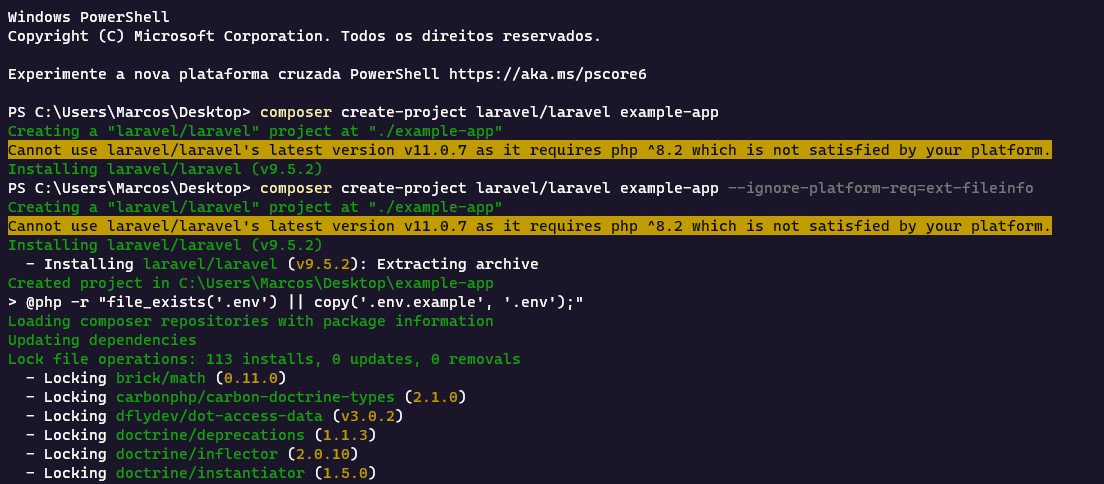 Windows PowerShell
Copyright (C) Microsoft Corporation. Todos os direitos reservados.
Experimente a nova plataforma cruzada PowerShell https://aka.ms/pscore6
PS C:\Users\Marcos\Desktop> composer create-project laravel/laravel example-app
Creating a "laravel/laravel" project at "./example-app"
Cannot use laravel/laravel's latest version v11.0.7 as it requires php ^8.2 which is not satisfied by your platform.
Installing laravel/laravel (v9.5.2)
PS C:\Users\Marcos\Desktop> composer create-project laravel/laravel example-app --ignore-platform-req=ext-fileinfo
Creating a "laravel/laravel" project at "./example-app"
Cannot use laravel/laravel's latest version v11.0.7 as it requires php ^8.2 which is not satisfied by your platform.
Installing laravel/laravel (v9.5.2)
  - Installing laravel/laravel (v9.5.2): Extracting archive
Created project in C:\Users\Marcos\Desktop\example-app
> @php -r "file_exists('.env') || copy('.env.example', '.env');"
Loading composer repositories with package information
Updating dependencies
Lock file operations: 113 installs, 0 updates, 0 removals
  - Locking brick/math (0.11.0)
  - Locking carbonphp/carbon-doctrine-types (2.1.0)
  - Locking dflydev/dot-access-data (v3.0.2)
  - Locking doctrine/deprecations (1.1.3)
  - Locking doctrine/inflector (2.0.10)
  - Locking doctrine/instantiator (1.5.0)